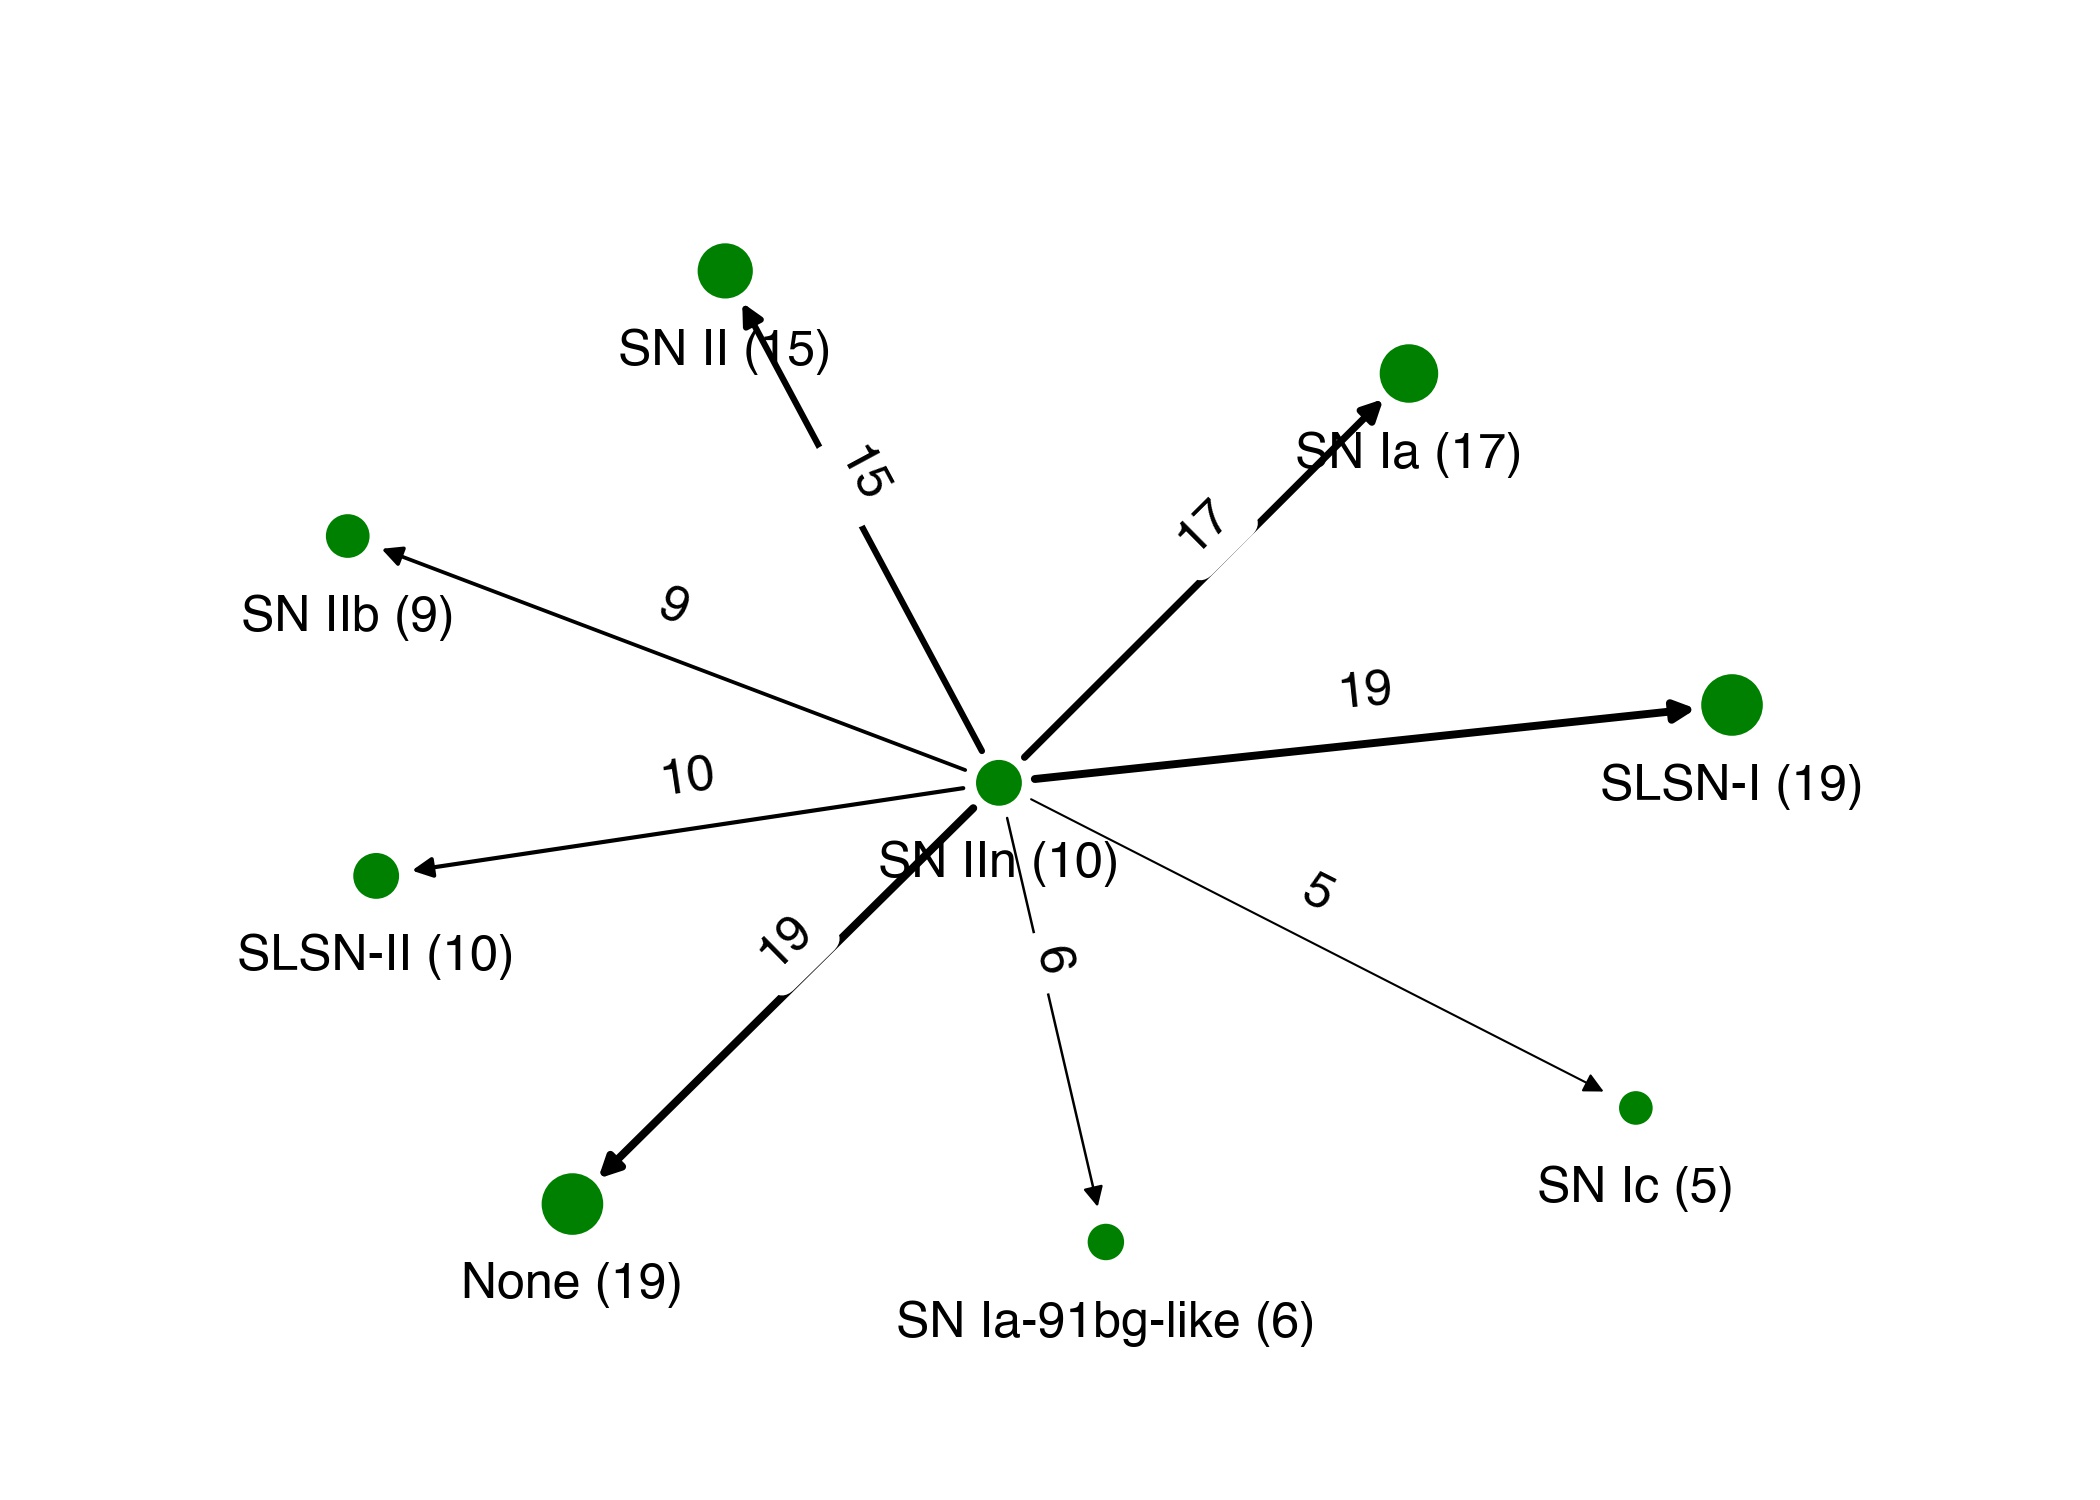 SN II (15)
SN Ia (17)
15
17
SN IIb (9)
9
19
SLSN-I (19)
10
SN IIn (10)
5
SLSN-II (10)
19
6
SN Ic (5)
None (19)
SN Ia-91bg-like (6)